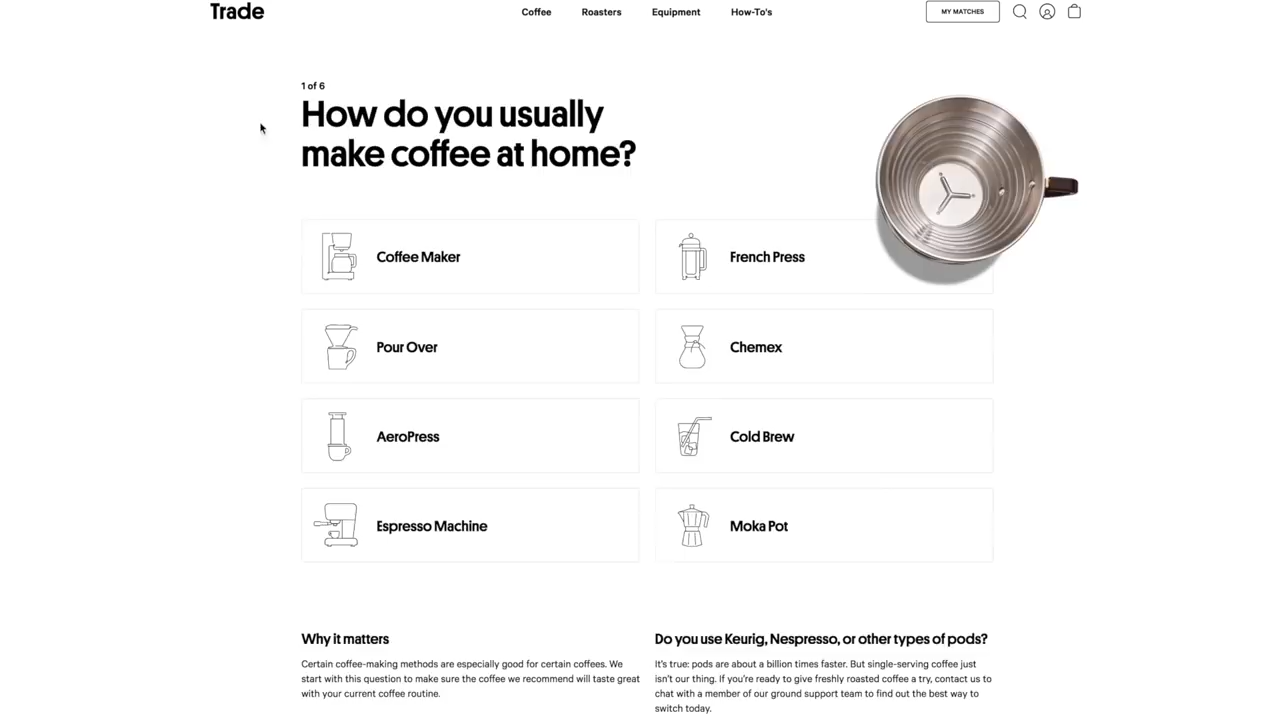 Trade
Coffee
Roasters
Equipment
How-To's
MY MATCHES
1 of 6
How do you usually
make coffee at home?
Coffee Maker
French Press
Pour Over
Chemex
AeroPress
Cold Brew
Espresso Machine
Moka Pot
Why it matters
Certain coffee-making methods are especially good for certain coffees. We
start with this question to make sure the coffee we recommend will taste great
with your current coffee routine.
Do you use Keurig, Nespresso, or other types of pods?
It's true: pods are about a billion times faster. But single-serving coffee just
isn't our thing. If you're ready to give freshly roasted coffee a try, contact us to
chat with a member of our ground support team to find out the best way to
switch today.